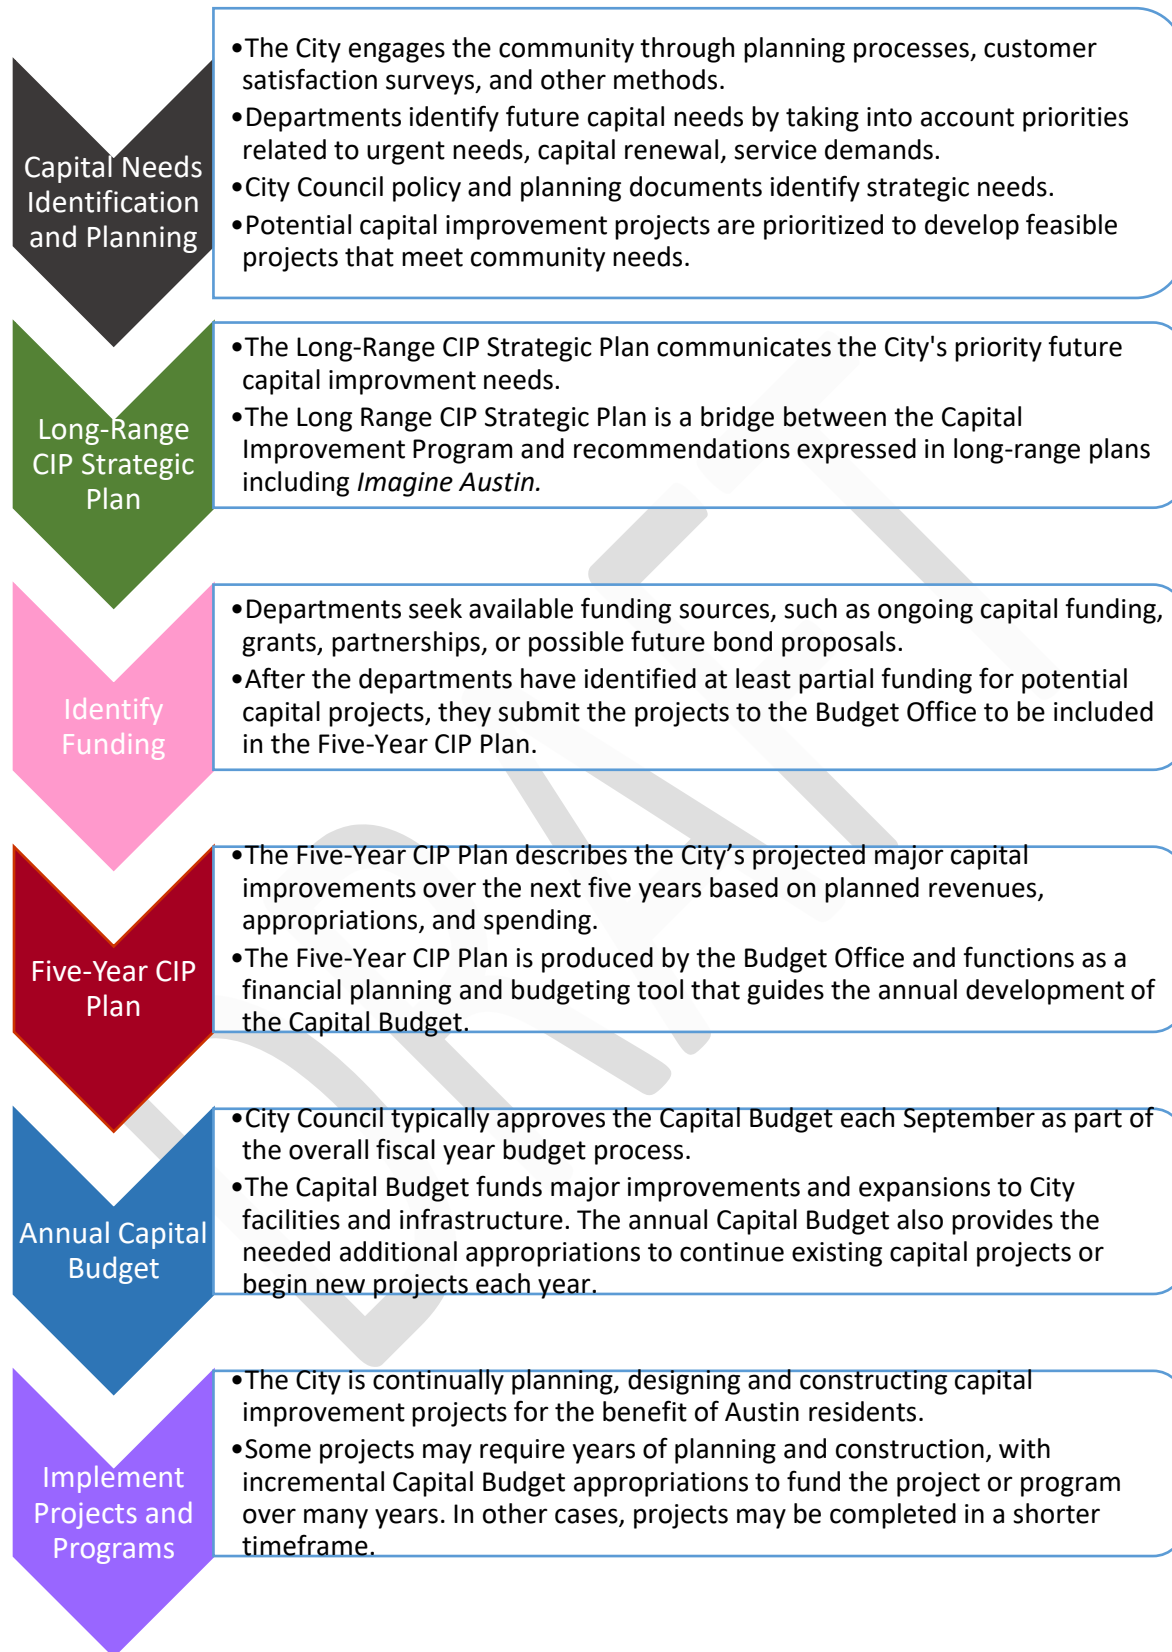 Capital Needs
Identification
and Planning
•The City engages the community through planning processes, customer
satisfaction surveys, and other methods.
•Departments identify future capital needs by taking into account priorities
related to urgent needs, capital renewal, service demands.
•City Council policy and planning documents identify strategic needs.
•Potential capital improvement projects are prioritized to develop feasible
projects that meet community needs.
Long-Range
CIP Strategic
Plan
•The Long-Range CIP Strategic Plan communicates the City's priority future
capital improvment needs.
•The Long Range CIP Strategic Plan is a bridge between the Capital
Improvement Program and recommendations expressed in long-range plans
including Imagine Austin.
Identify
Funding
•Departments seek available funding sources, such as ongoing capital funding,
grants, partnerships, or possible future bond proposals.
•After the departments have identified at least partial funding for potential
capital projects, they submit the projects to the Budget Office to be included
in the Five-Year CIP Plan.
Five-Year CIP
Plan
•The Five-Year CIP Plan describes the City’s projected major capital
improvements over the next five years based on planned revenues,
appropriations, and spending.
•The Five-Year CIP Plan is produced by the Budget Office and functions as a
financial planning and budgeting tool that guides the annual development of
the Capital Budget.
Annual Capital
Budget
•City Council typically approves the Capital Budget each September as part of
the overall fiscal year budget process.
•The Capital Budget funds major improvements and expansions to City
facilities and infrastructure. The annual Capital Budget also provides the
needed additional appropriations to continue existing capital projects or
begin new projects each year.
Implement
Projects and
Programs
•The City is continually planning, designing and constructing capital
improvement projects for the benefit of Austin residents.
•Some projects may require years of planning and construction, with
incremental Capital Budget appropriations to fund the project or program
over many years. In other cases, projects may be completed in a shorter
timeframe.
DRAFT